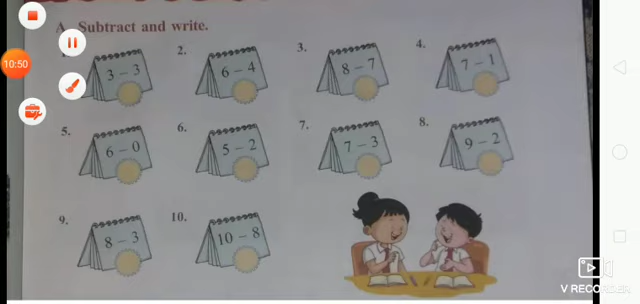 A. Subtract and write.
2. 3. 4.
3 – 3 6 – 4 8 – 7 7 – 1
10:50
5. 6. 7. 8.
6 – 0 5 – 2 7 – 3 9 – 2
9. 10.
8 – 3 10 – 8
V RECORDER